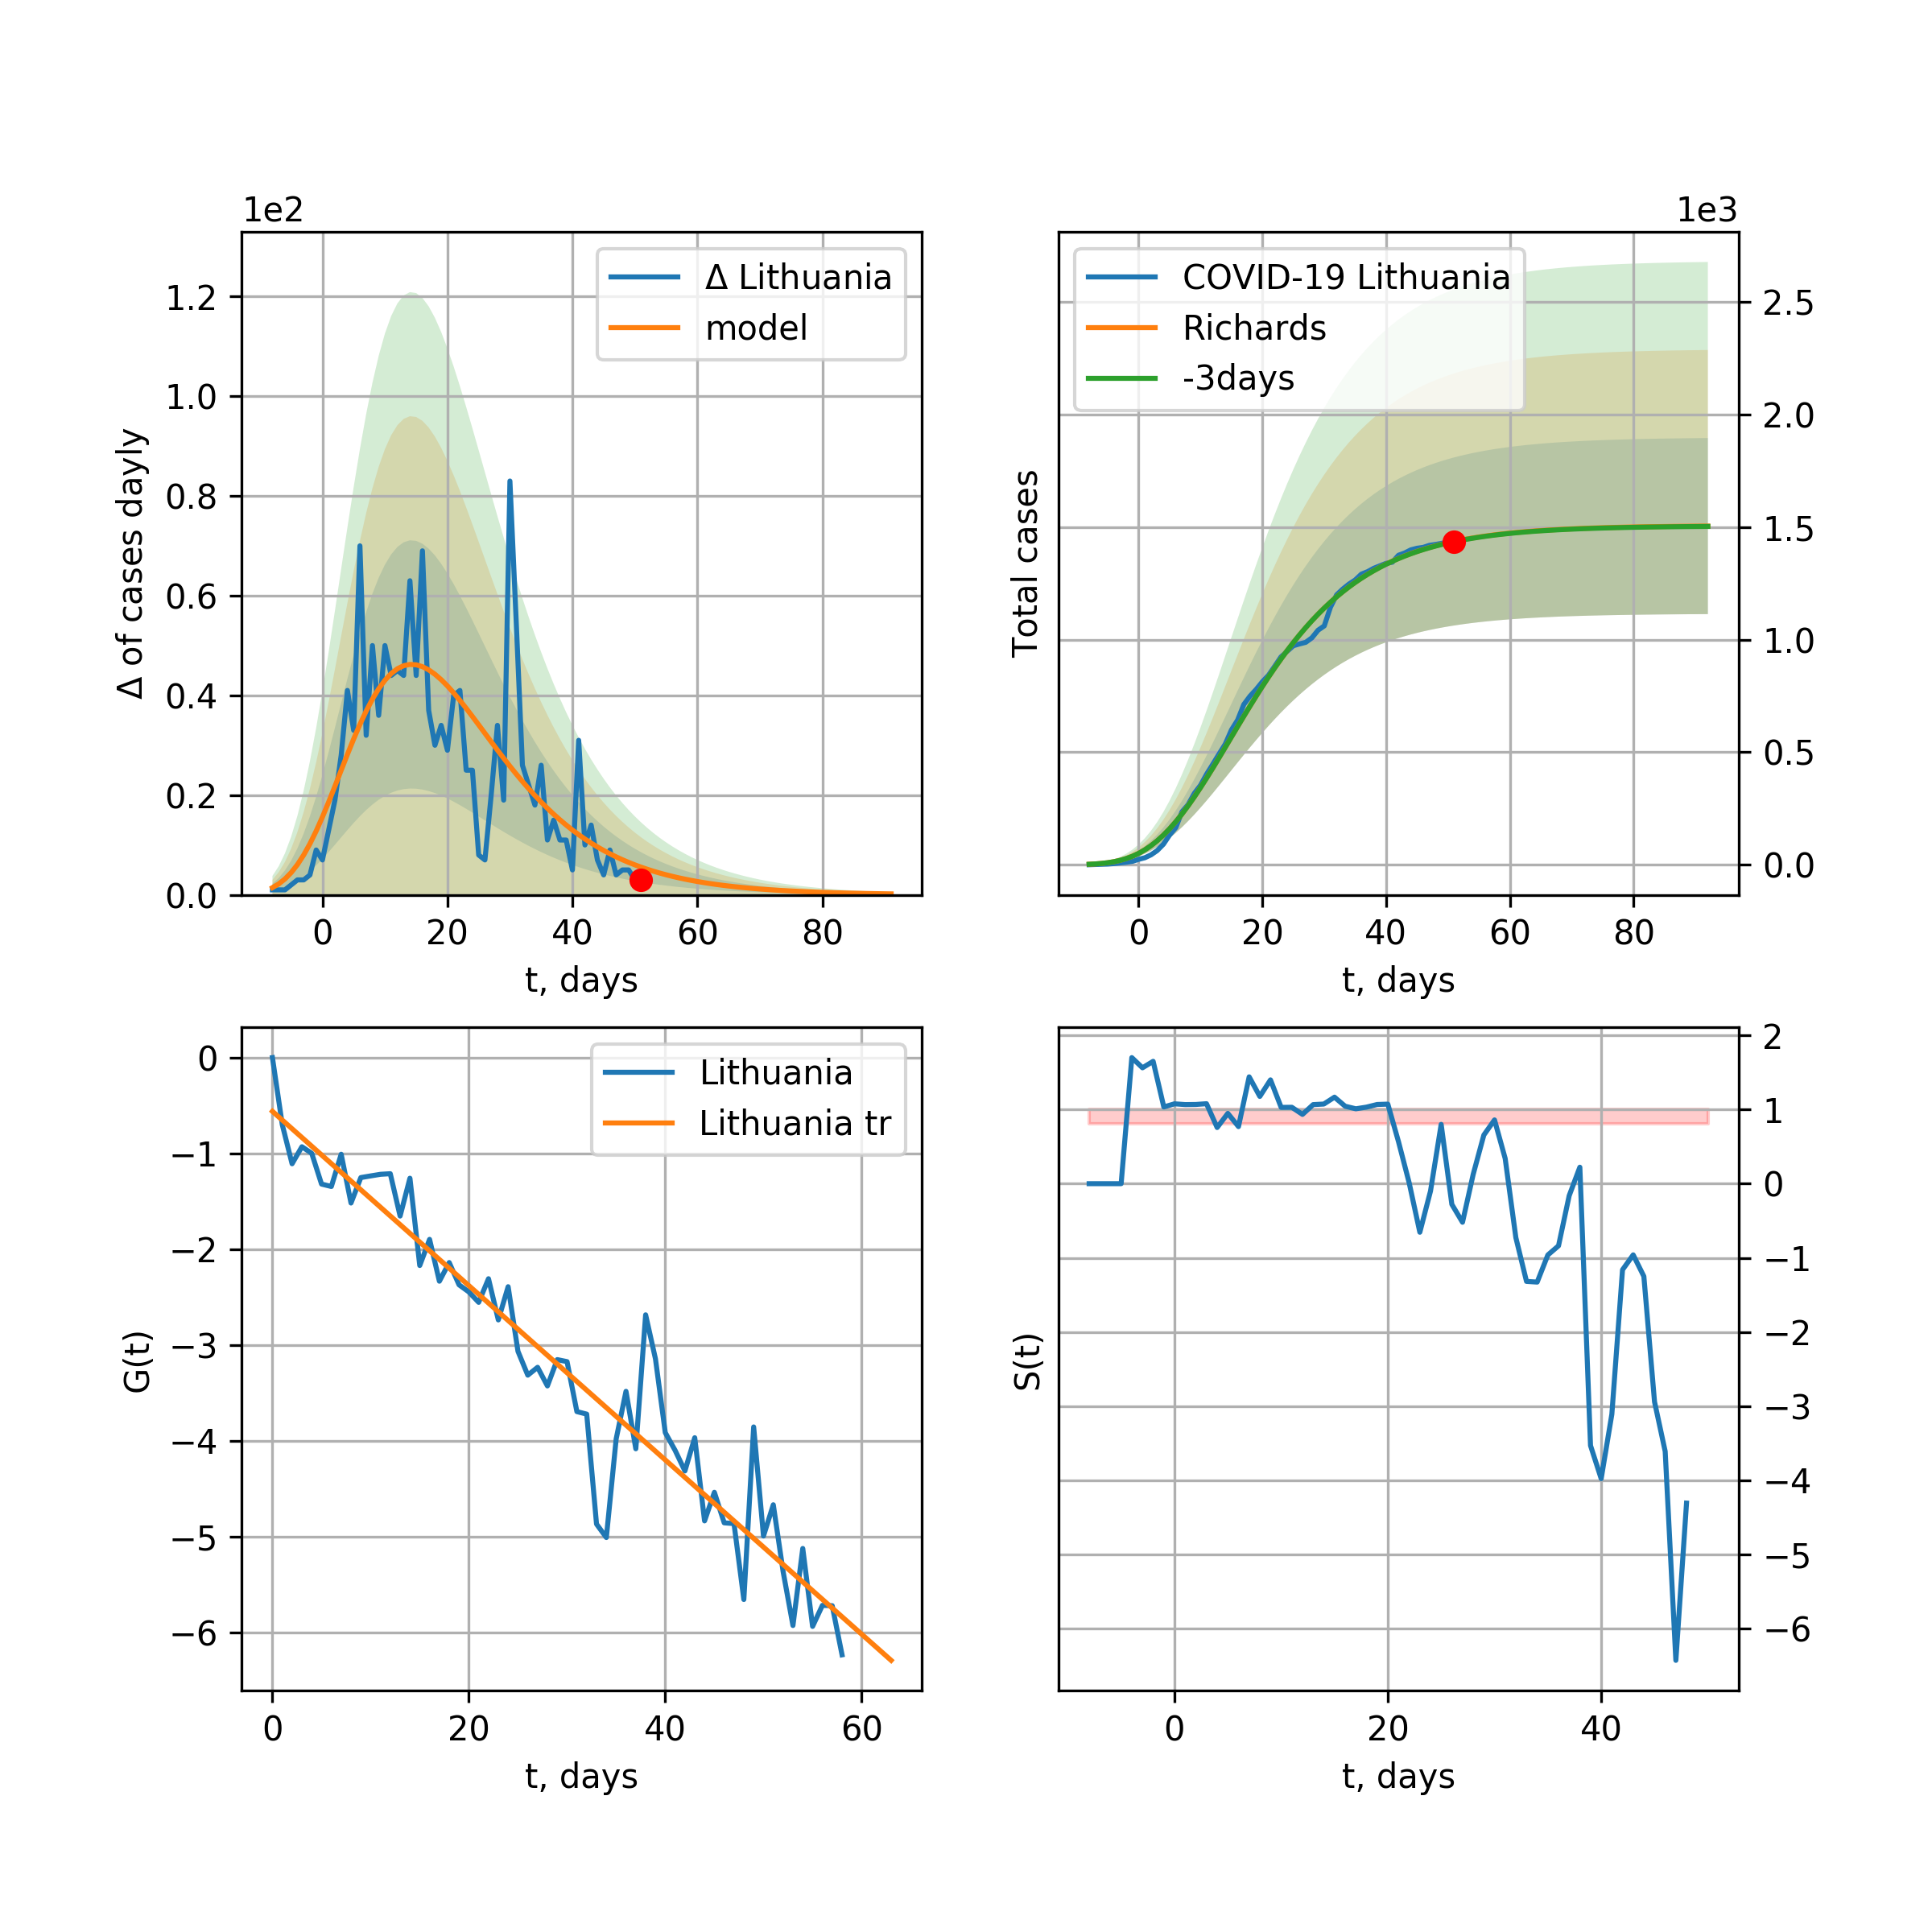 1e2
Δ of cases dayly
1.2
1.0
0.8
0.6
0.4
0.2
0.0
Δ Lithuania
model
0 20 40 60 80
t, days
1e3
Total cases
COVID-19 Lithuania
Richards
-3days
2.5
2.0
1.5
1.0
0.5
0.0
0 20 40 60 80
t, days
G(t)
0
−1
−2
−3
−4
−5
−6
Lithuania
Lithuania tr
0 20 40 60
t, days
S(t)
2
1
0
−1
−2
−3
−4
−5
−6
0 20 40
t, days